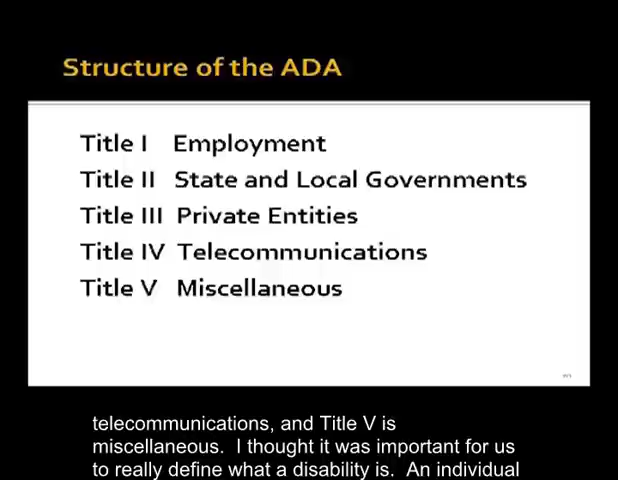 Structure of the ADA
Title I Employment
Title II State and Local Governments
Title III Private Entities
Title IV Telecommunications
Title V Miscellaneous
telecommunications, and Title V is
miscellaneous. I thought it was important for us
to really define what a disability is. An individual